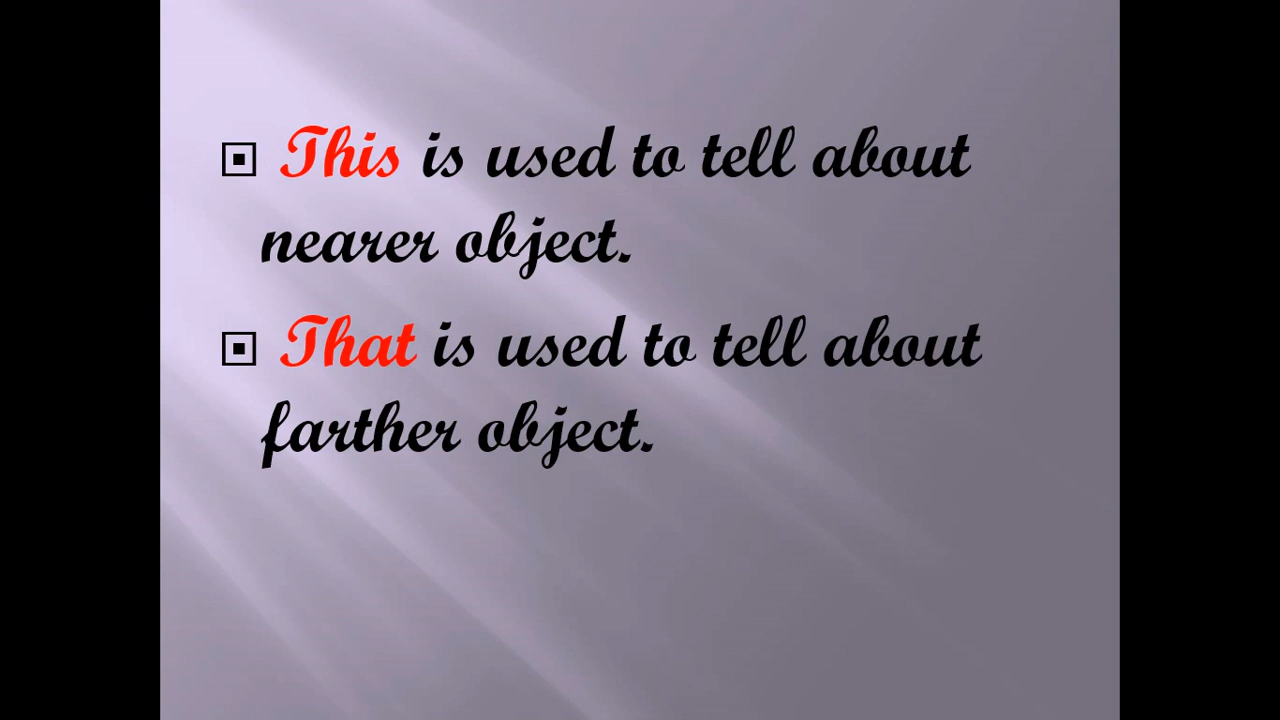 This is used to tell about
nearer object.
That is used to tell about
farther object.